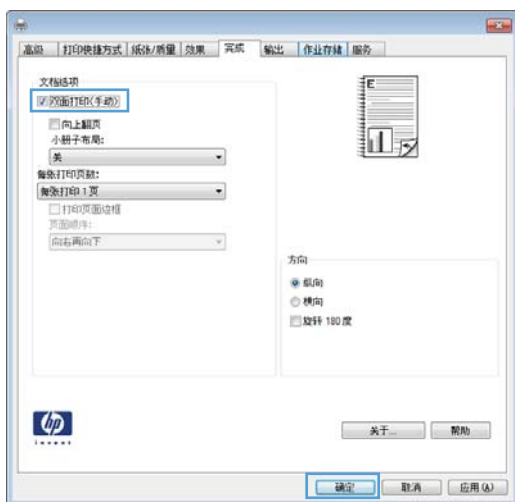 高级 打印快捷方式 纸张/质量 效果 完成 输出 作业存储 服务
文档选项
双面打印(手动)
向上翻页
小册子布局:
关
每张打印页数:
每张打印 1 页
打印页面边框
页面顺序:
向右再向下
E
方向
纵向
横向
旋转 180 度
hp
invent
关于... 帮助
确定 取消 应用(A)